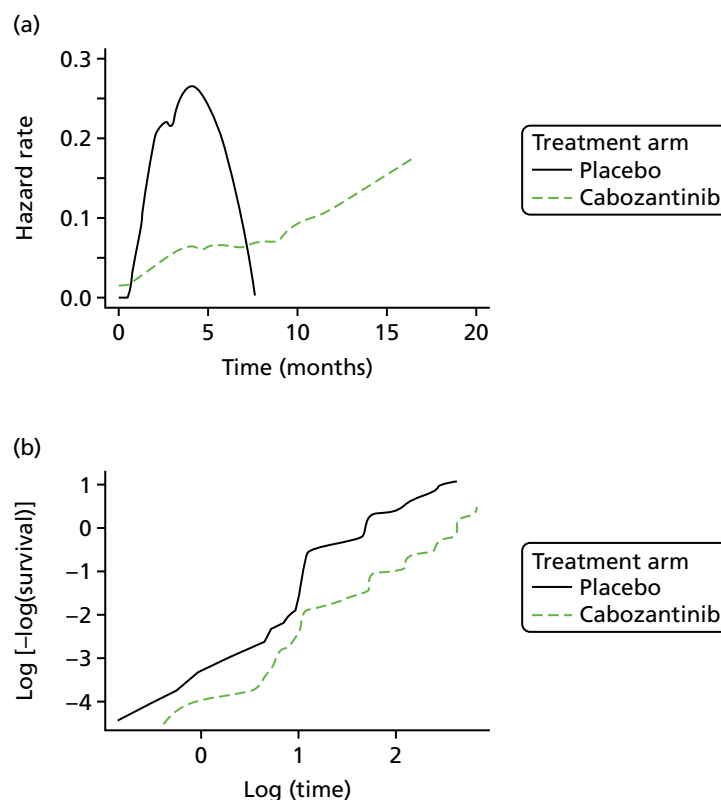 (a)
0.3
0.2
0.1
0.0
Hazard rate
0 5 10 15 20
Time (months)
Treatment arm
Placebo
Cabozantinib
(b)
1
0
−1
−2
−3
−4
Log [–log(survival)]
0 1 2
Log (time)
Treatment arm
Placebo
Cabozantinib